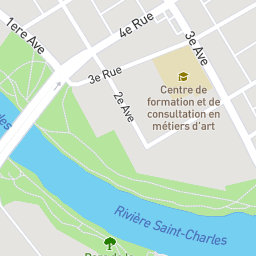 1ere Ave
4e Rue
3e Ave
3e Rue
2e Ave
Centre de
formation et de
consultation en
métiers d'art
Rivière Saint-Charles